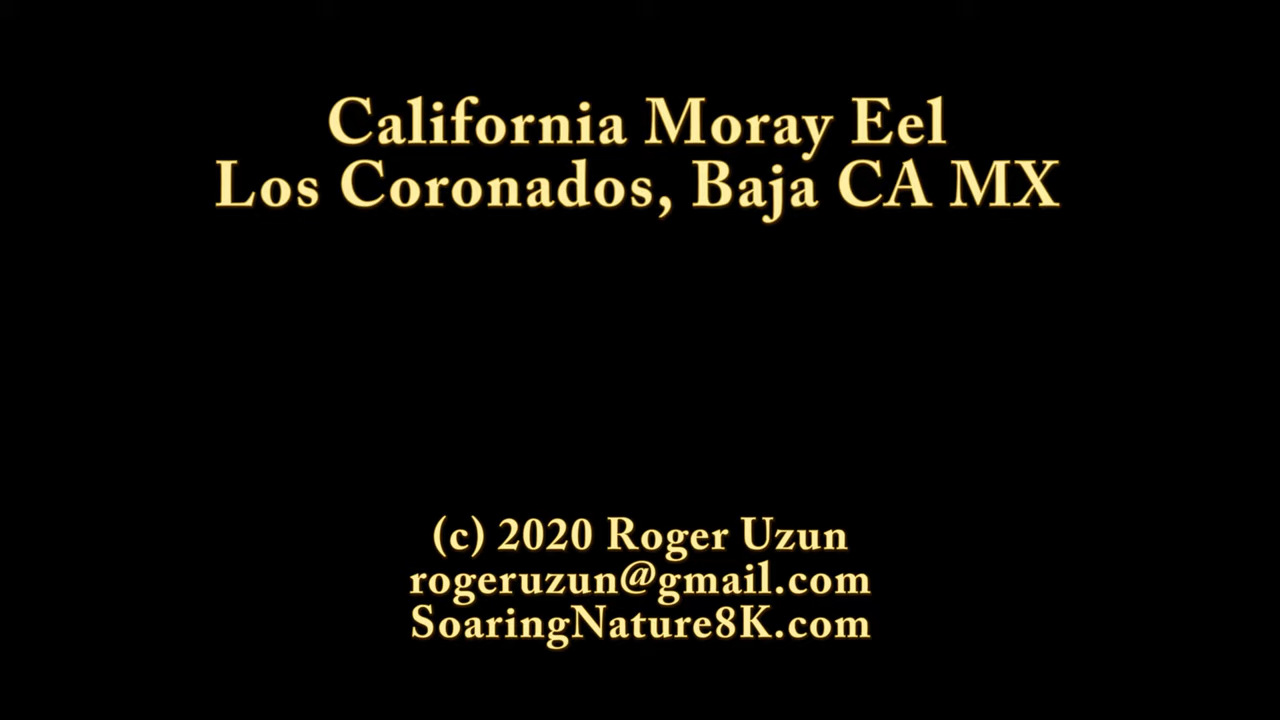 California Moray Eel
Los Coronados, Baja CA MX
(c) 2020 Roger Uzun
rogeruzun@gmail.com
SoaringNature8K.com